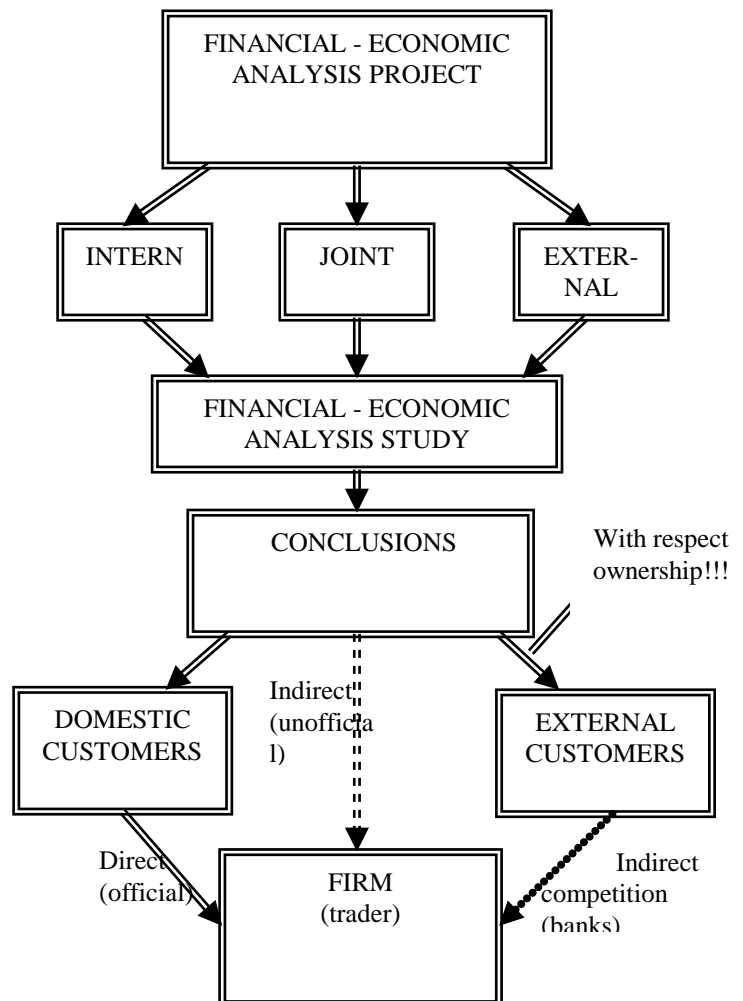 FINANCIAL - ECONOMIC
ANALYSIS PROJECT
INTERN
JOINT
EXTER-
NAL
FINANCIAL - ECONOMIC
ANALYSIS STUDY
CONCLUSIONS
With respect
ownership!!!
Indirect
(unofficia
l)
DOMESTIC
CUSTOMERS
EXTERNAL
CUSTOMERS
Direct
(official)
FIRM
(trader)
Indirect
competition
(banks)